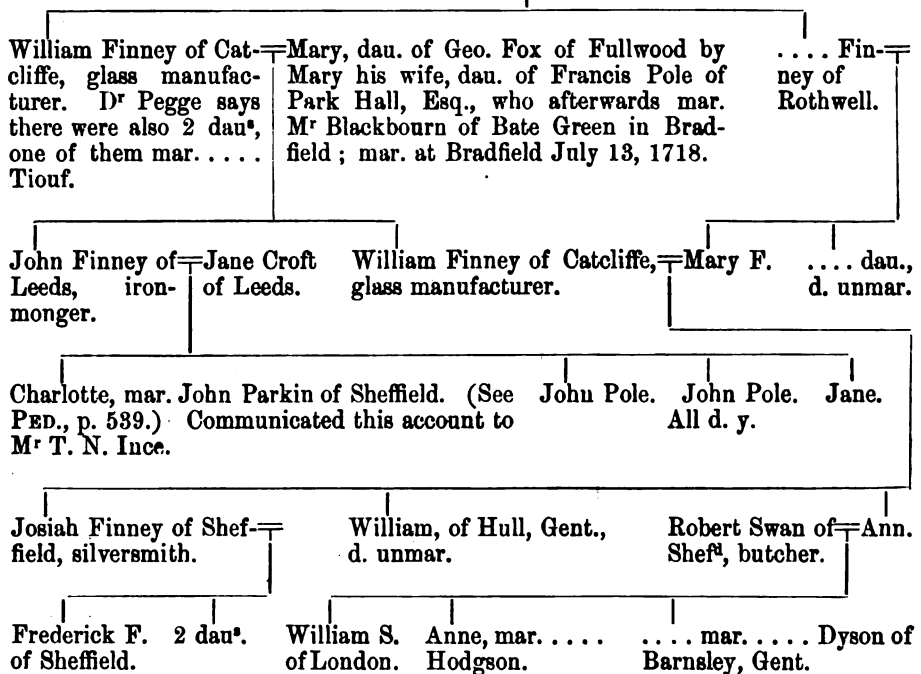 William Finney of Cat-
cliffe, glass manufac-
turer. Dʳ Pegge says
there were also 2 dauˢ,
one of them mar.....
Tiouf.
Mary, dau. of Geo. Fox of Fullwood by
Mary his wife, dau. of Francis Pole of
Park Hall, Esq., who afterwards mar.
Mʳ Blackbourn of Bate Green in Brad-
field; mar. at Bradfield July 13, 1718.
.... Fin-
ney of
Rothwell.
John Finney of
Leeds, iron-
monger.
Jane Croft
of Leeds.
William Finney of Catcliffe,
glass manufacturer.
Mary F.
.... dau.,
d. unmar.
Charlotte, mar. John Parkin of Sheffield. (See
PED., p. 539.) Communicated this account to
Mʳ T. N. Ince.
John Pole.
John Pole.
All d. y.
Jane.
Josiah Finney of Shef-
field, silversmith.
William, of Hull, Gent.,
d. unmar.
Robert Swan of
Shefᵈ, butcher.
Ann.
Frederick F.
of Sheffield.
2 dauˢ.
William S.
of London.
Anne, mar.....
Hodgson.
.... mar..... Dyson of
Barnsley, Gent.